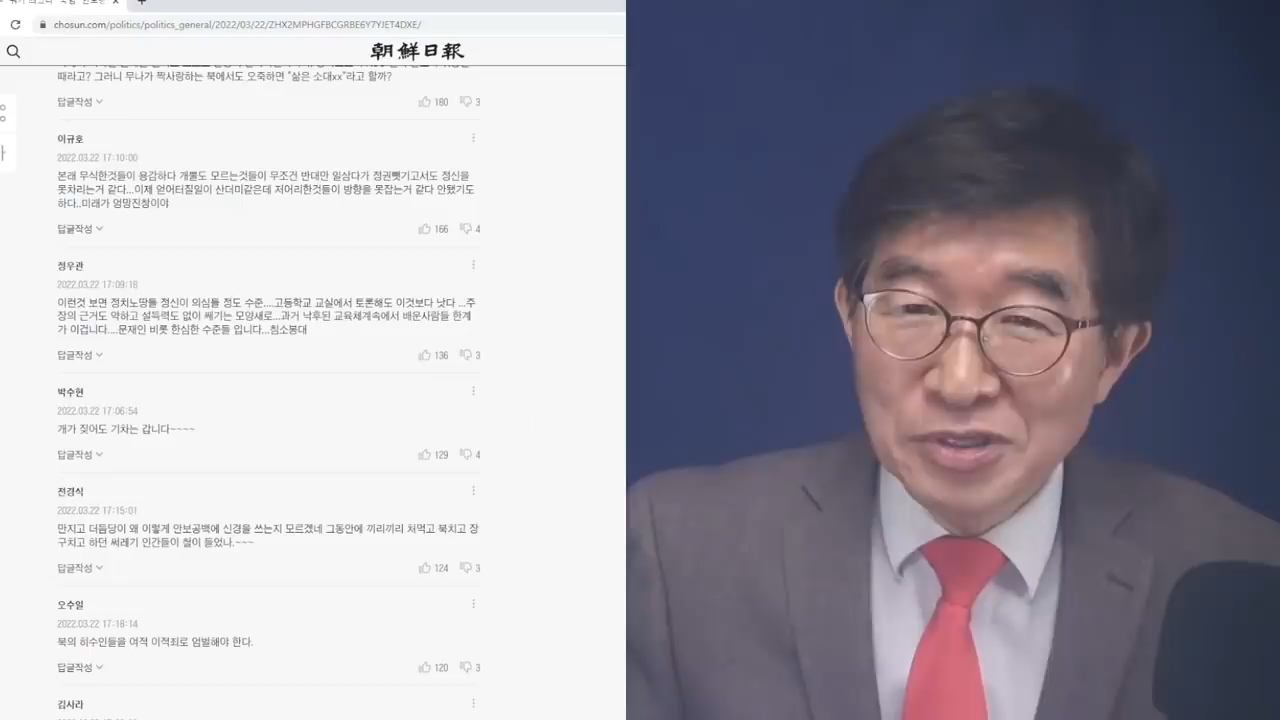 chosun.com/politics/politics_general/2022/03/22/ZHX2MPHGFBCGRBE6Y7YJET4DXE/
朝鮮日報
때라고? 그러니 무나가 짝사랑하는 북에서도 오죽하면 "삶은 소대xx"라고 할까?
답글작성
180 3
이규호
2022.03.22 17:10:00
본래 무식한것들이 용감하다 개뿔도 모르는것들이 무조건 반대만 일삼다가 정권뺏기고서도 정신을
못차리는거 같다...이제 얻어터질일이 산더미같은데 저어리한것들이 방향을 못잡는거 같다 안됐기도
하다..미래가 엉망진창이야
답글작성
166 4
정우관
2022.03.22 17:09:18
이런것 보면 정치노땅들 정신이 의심들 정도 수준....고등학교 교실에서 토론해도 이것보다 낫다 ...주
장의 근거도 약하고 설득력도 없이 쎄기는 모양새로...과거 낙후된 교육체계속에서 배운사람들 한계
가 이겁니다....문재인 비롯 한심한 수준들 입니다...침소봉대
답글작성
136 3
박수현
2022.03.22 17:06:54
개가 짖어도 기차는 갑니다~~~~
답글작성
129 4
전경식
2022.03.22 17:15:01
만지고 더듬당이 왜 이렇게 안보공백에 신경을 쓰는지 모르겠네 그동안에 끼리끼리 처먹고 북치고 장
구치고 하던 써레기 인간들이 철이 들었나.~~~
답글작성
124 3
오수일
2022.03.22 17:18:14
북의 하수인들을 여적 이적죄로 엄벌해야 한다.
답글작성
120 3
김사라